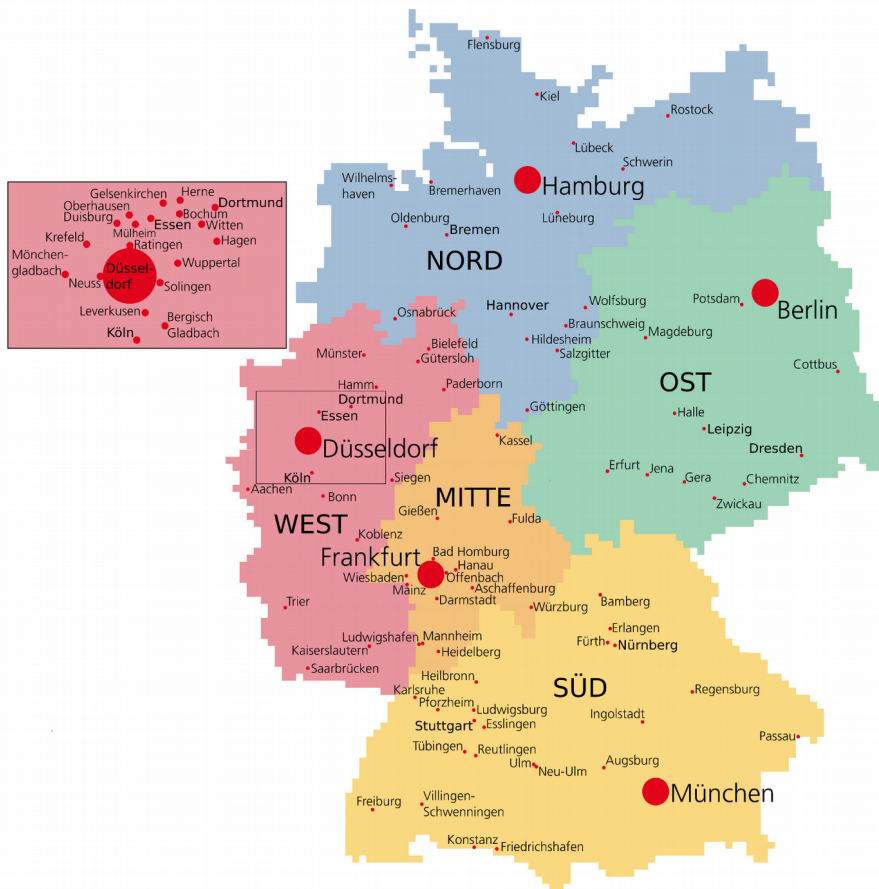 Flensburg
Kiel
Rostock
Lübeck
Schwerin
Wilhelms-
haven
Bremerhaven
Hamburg
Lüneburg
Oldenburg
Bremen
NORD
Gelsenkirchen
Herne
Oberhausen
Dortmund
Duisburg
Bochum
Essen
Witten
Mülheim
Krefeld
Ratingen
Hagen
Mönchen-
gladbach
Düssel-
dorf
Wuppertal
Neuss
Solingen
Leverkusen
Bergisch
Gladbach
Köln
Potsdam
Berlin
Wolfsburg
Hannover
Osnabrück
Braunschweig
Magdeburg
Hildesheim
Salzgitter
Bielefeld
Münster
Gütersloh
Cottbus
OST
Hamm
Paderborn
Dortmund
Essen
Göttingen
Halle
Leipzig
Kassel
Düsseldorf
Dresden
Erfurt
Jena
Gera
Chemnitz
Zwickau
Köln
Siegen
Aachen
Bonn
MITTE
Gießen
Fulda
WEST
Koblenz
Frankfurt
Bad Homburg
Hanau
Wiesbaden
Offenbach
Mainz
Aschaffenburg
Darmstadt
Würzburg
Bamberg
Trier
Erlangen
Fürth
Nürnberg
Ludwigshafen
Mannheim
Kaiserslautern
Heidelberg
Saarbrücken
Heilbronn
SÜD
Karlsruhe
Regensburg
Pforzheim
Ludwigsburg
Ingolstadt
Stuttgart
Esslingen
Passau
Tübingen
Reutlingen
Ulm
Neu-Ulm
Augsburg
München
Freiburg
Villingen-
Schwenningen
Konstanz
Friedrichshafen